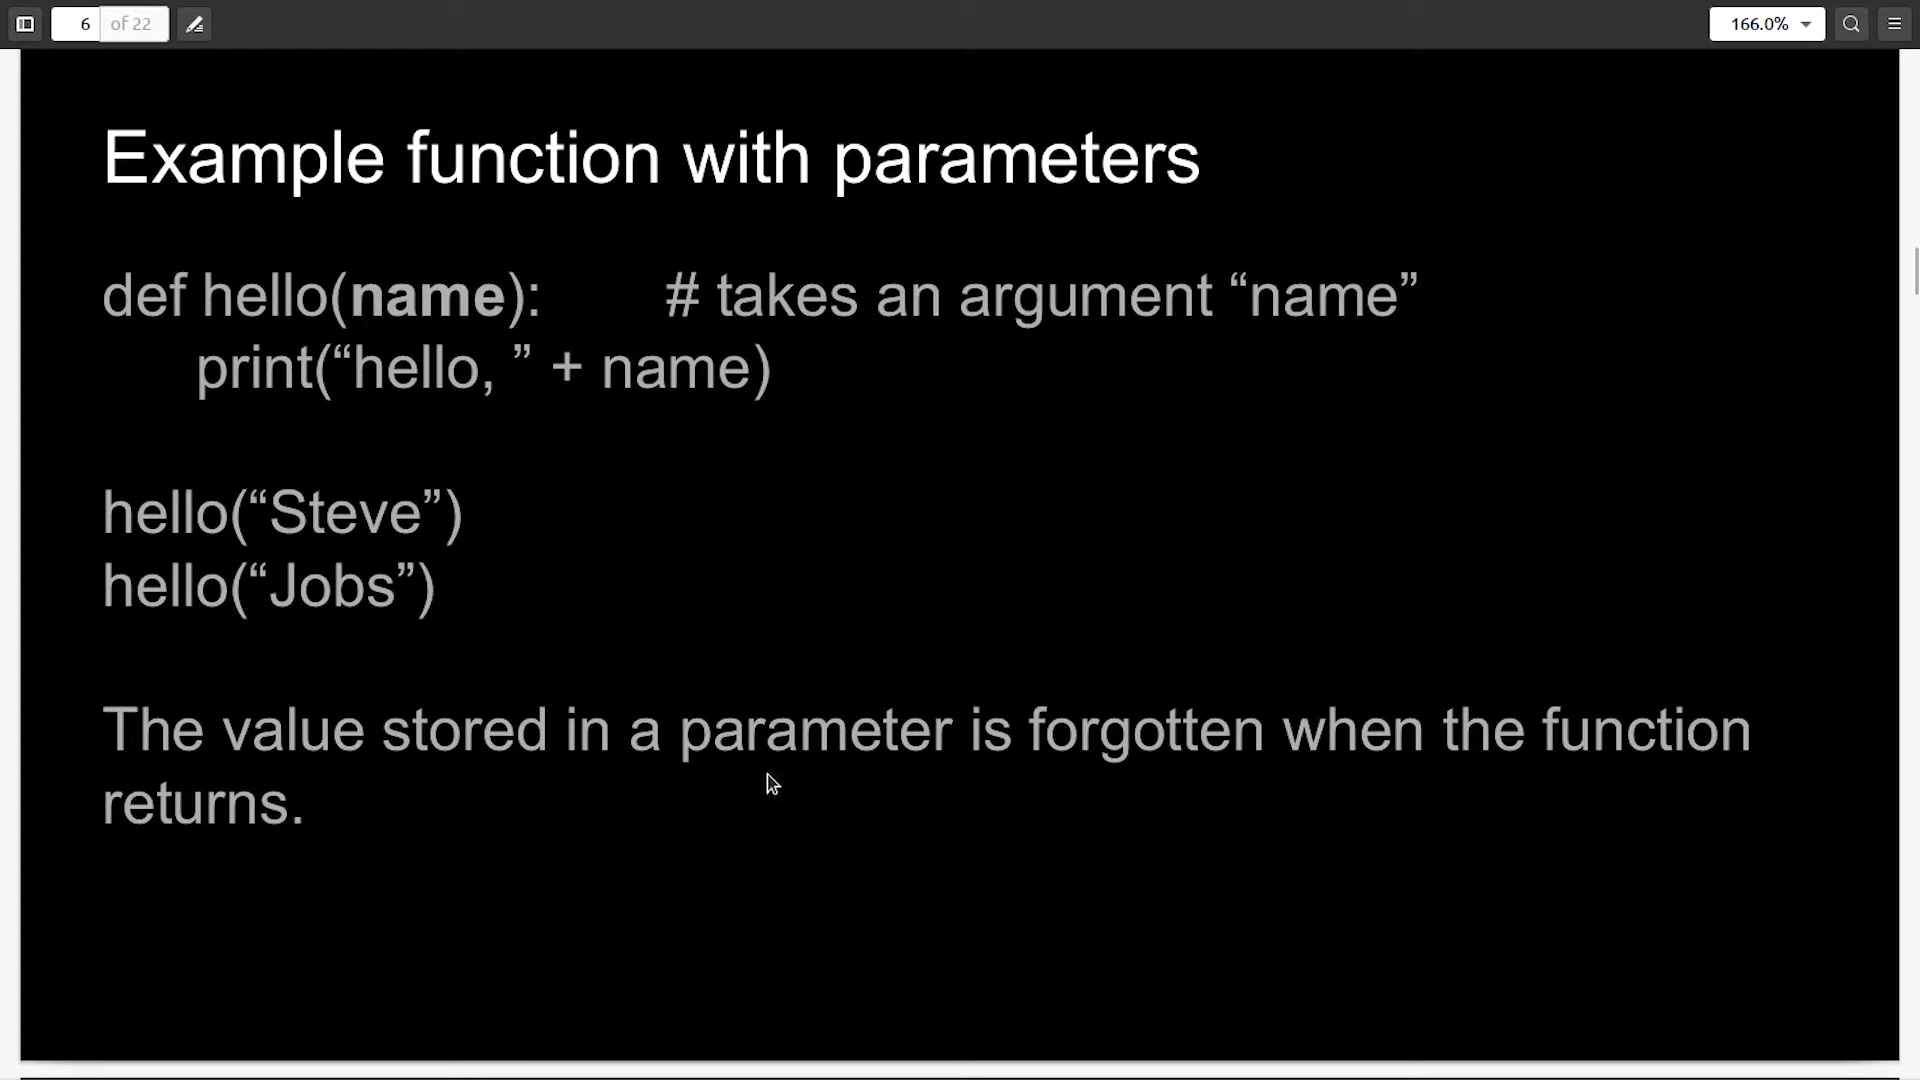 6 of 22
166.0%
Example function with parameters
def hello(name): # takes an argument “name”
print(“hello, ” + name)
hello(“Steve”)
hello(“Jobs”)
The value stored in a parameter is forgotten when the function
returns.